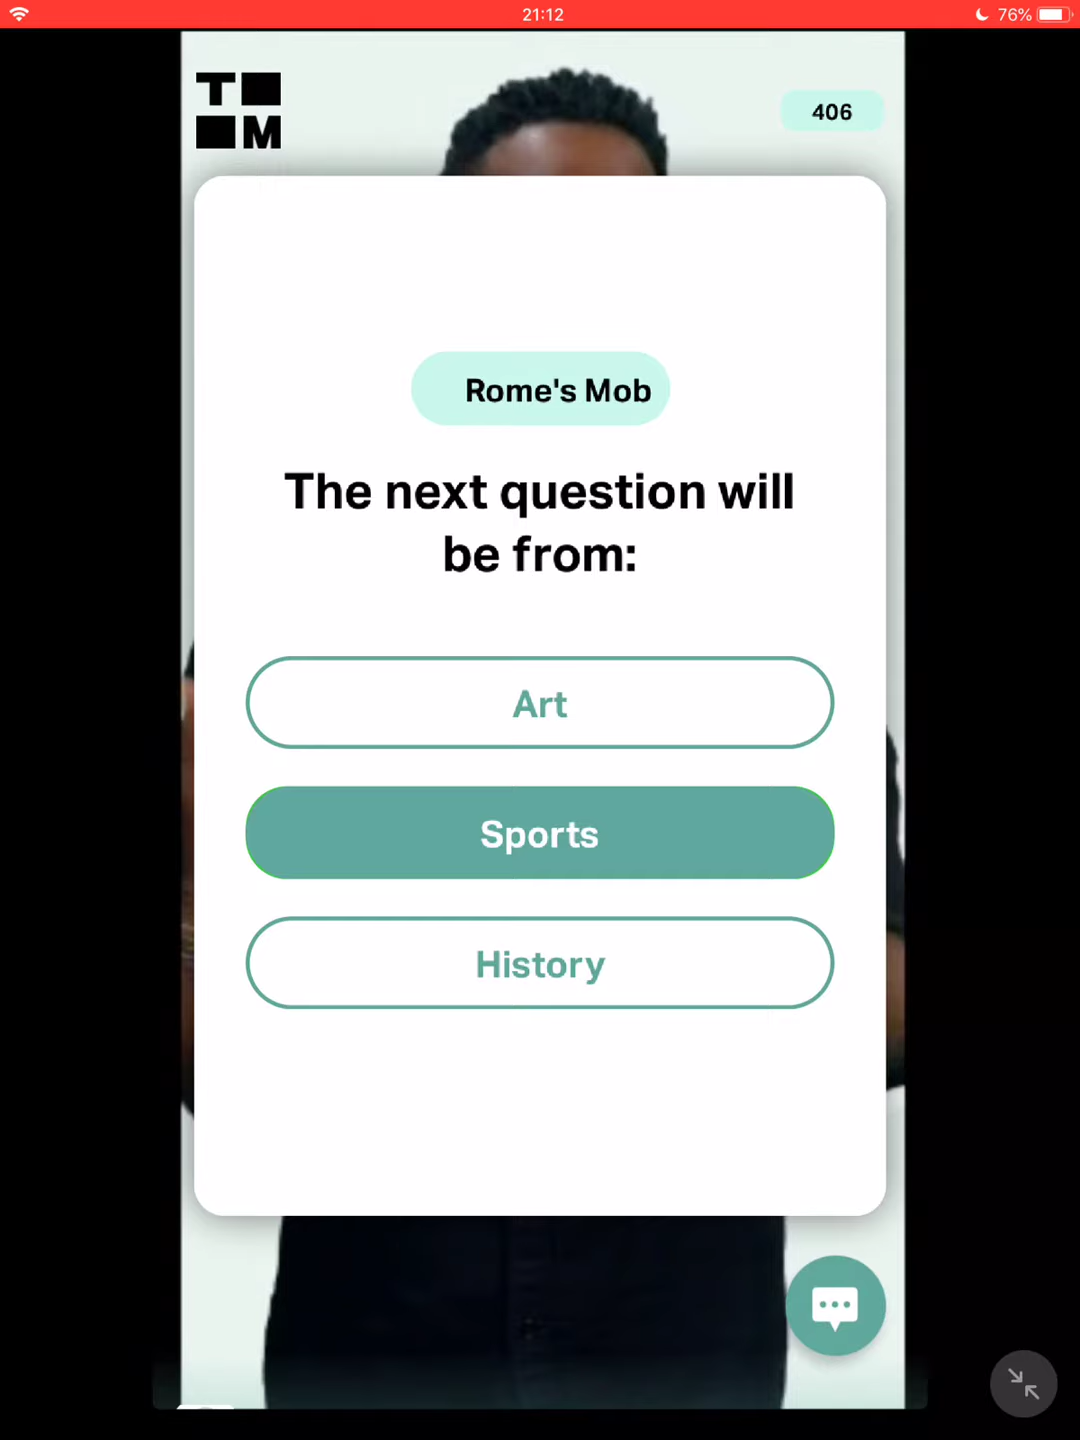 21:12
76%
T
M
406
Rome's Mob
The next question will
be from:
Art
Sports
History